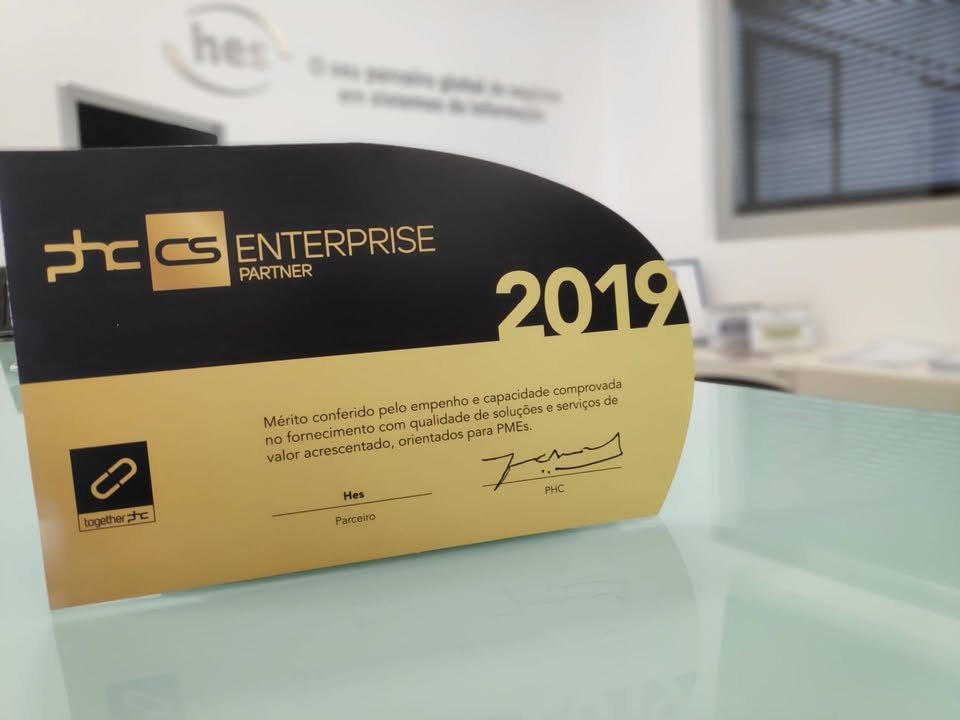 hes
O seu parceiro global de negócios
em sistemas de informação
phc CS ENTERPRISE
PARTNER
2019
Mérito conferido pelo empenho e capacidade comprovada
no fornecimento com qualidade de soluções e serviços de
valor acrescentado, orientados para PMEs.
Hes
Parceiro
PHC
together phc